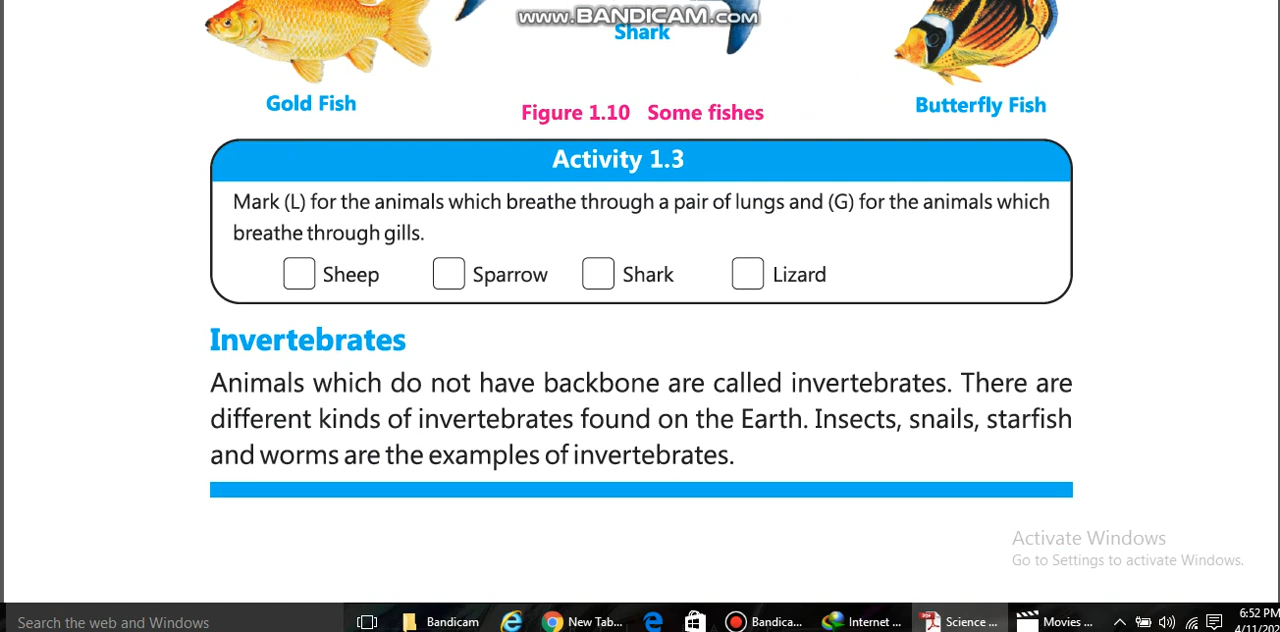 www.BANDICAM.com
Shark
Gold Fish
Figure 1.10 Some fishes
Butterfly Fish
Activity 1.3
Mark (L) for the animals which breathe through a pair of lungs and (G) for the animals which
breathe through gills.
Sheep Sparrow Shark Lizard
Invertebrates
Animals which do not have backbone are called invertebrates. There are
different kinds of invertebrates found on the Earth. Insects, snails, starfish
and worms are the examples of invertebrates.
Activate Windows
Go to Settings to activate Windows.
Search the web and Windows Bandicam New Tab... Bandica... Internet ... Science ... Movies ... 6:52 PM